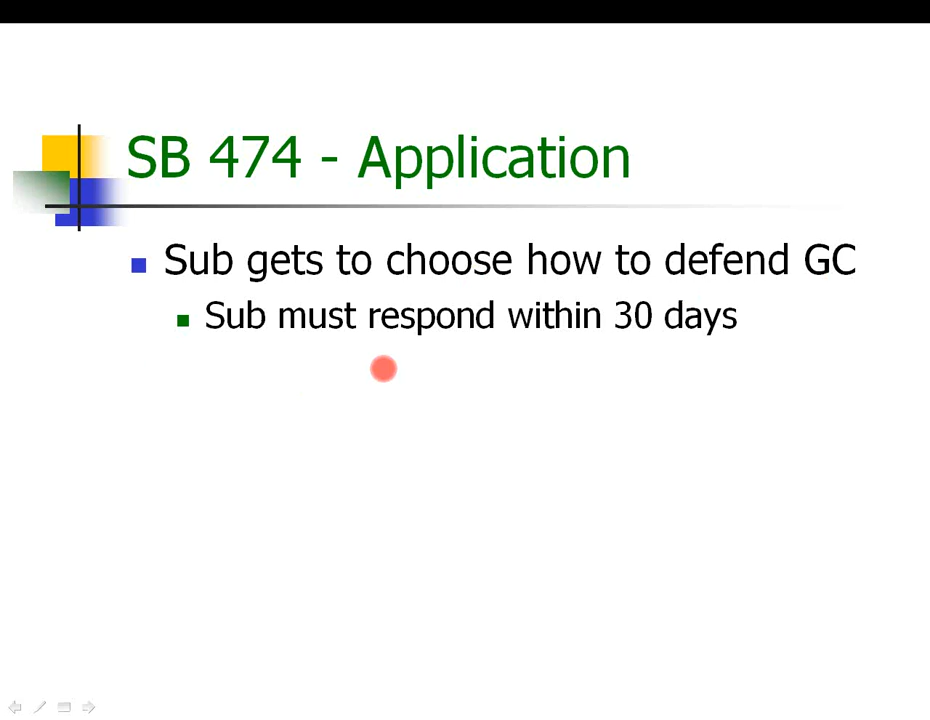 SB 474 - Application
Sub gets to choose how to defend GC
Sub must respond within 30 days